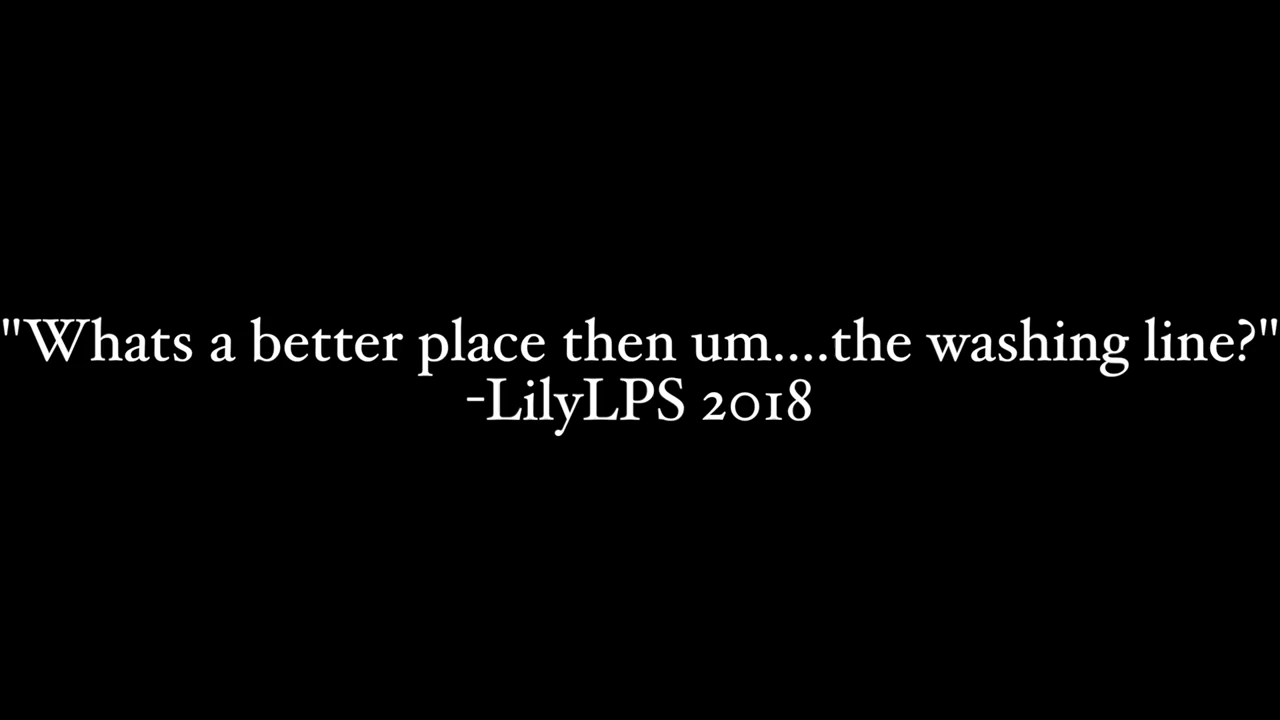 "Whats a better place then um....the washing line?"
-LilyLPS 2018